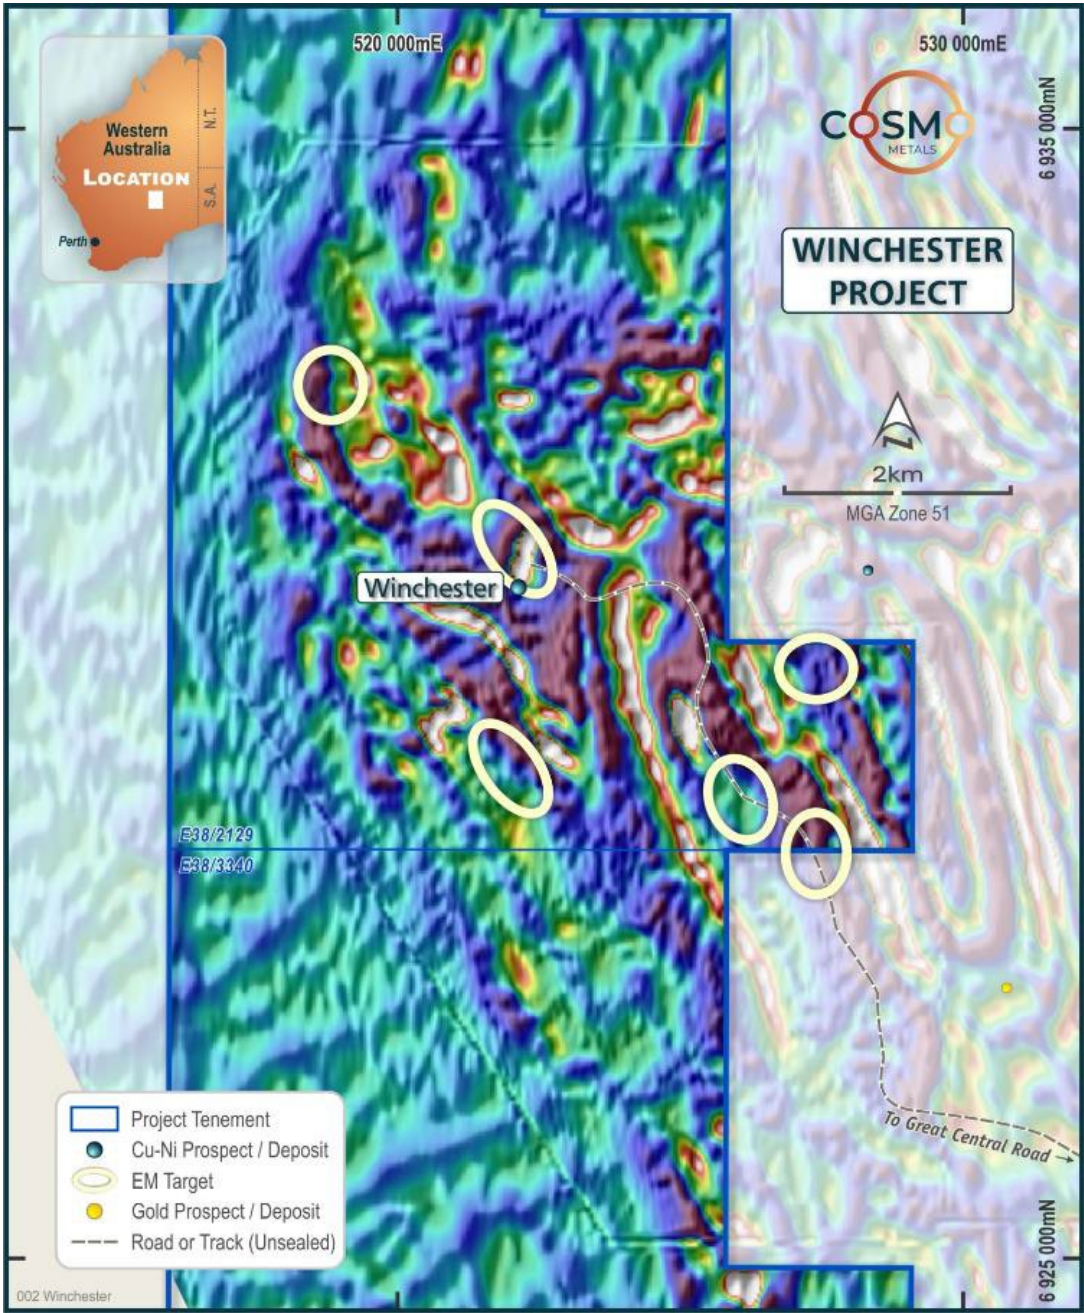 520 000mE
530 000mE
6 935 000mN
Western
Australia
LOCATION
N.T.
S.A.
Perth
COSMO
METALS
WINCHESTER
PROJECT
N
2km
MGA Zone 51
Winchester
E38/2129
E38/3340
Project Tenement
Cu-Ni Prospect / Deposit
EM Target
Gold Prospect / Deposit
Road or Track (Unsealed)
To Great Central Road
6 925 000mN
002 Winchester